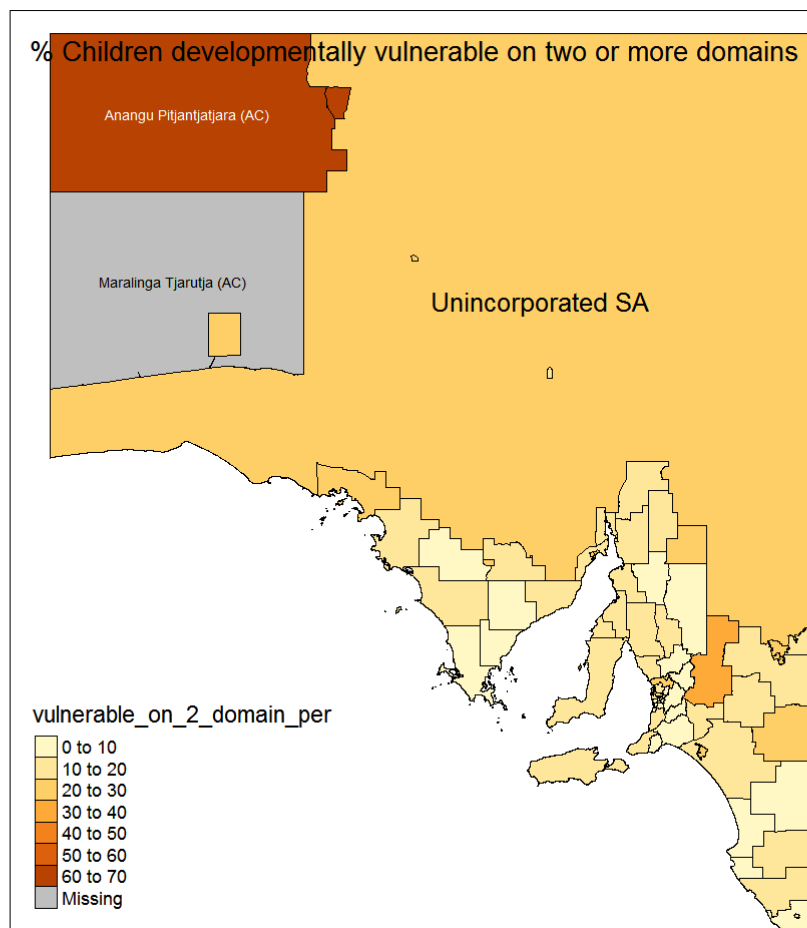 % Children developmentally vulnerable on two or more domains
Anangu Pitjantjatjara (AC)
Maralinga Tjarutja (AC)
Unincorporated SA
vulnerable_on_2_domain_per
0 to 10
10 to 20
20 to 30
30 to 40
40 to 50
50 to 60
60 to 70
Missing